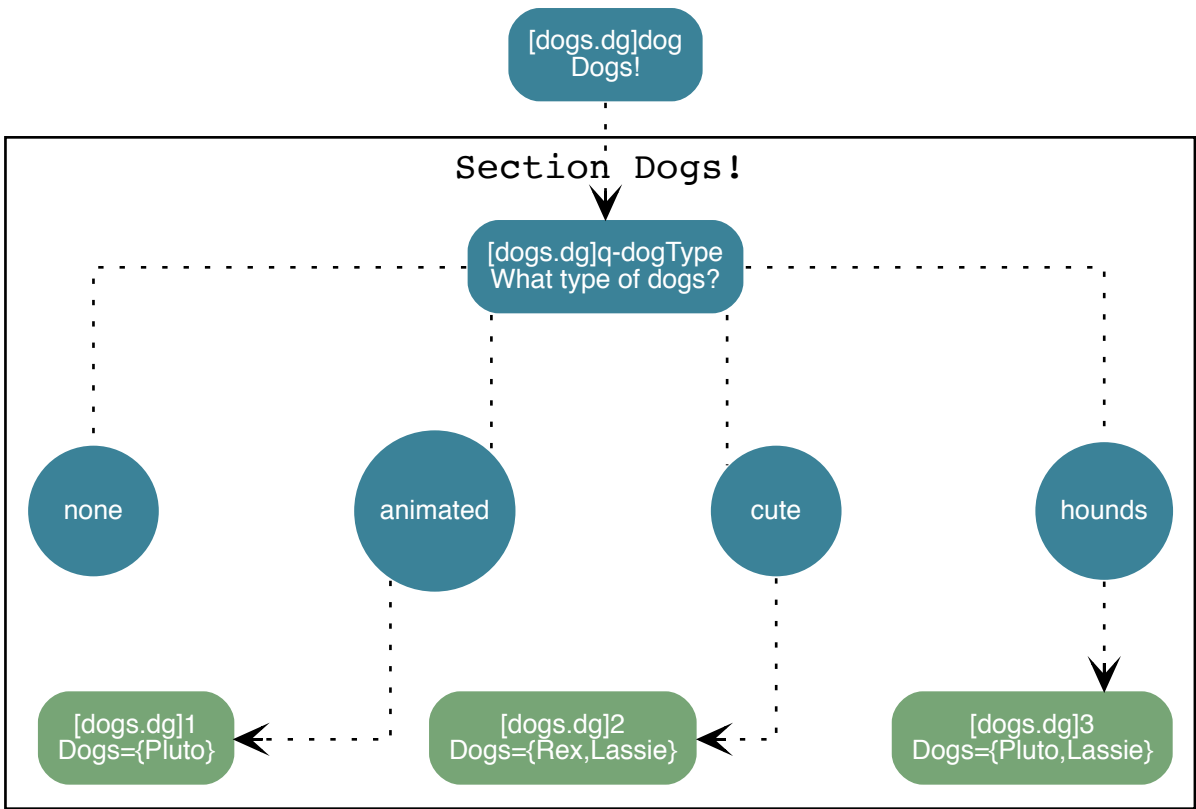 [dogs.dg]dog
Dogs!
Section Dogs!
[dogs.dg]q-dogType
What type of dogs?
none
animated
cute
hounds
[dogs.dg]1
Dogs={Pluto}
[dogs.dg]2
Dogs={Rex,Lassie}
[dogs.dg]3
Dogs={Pluto,Lassie}